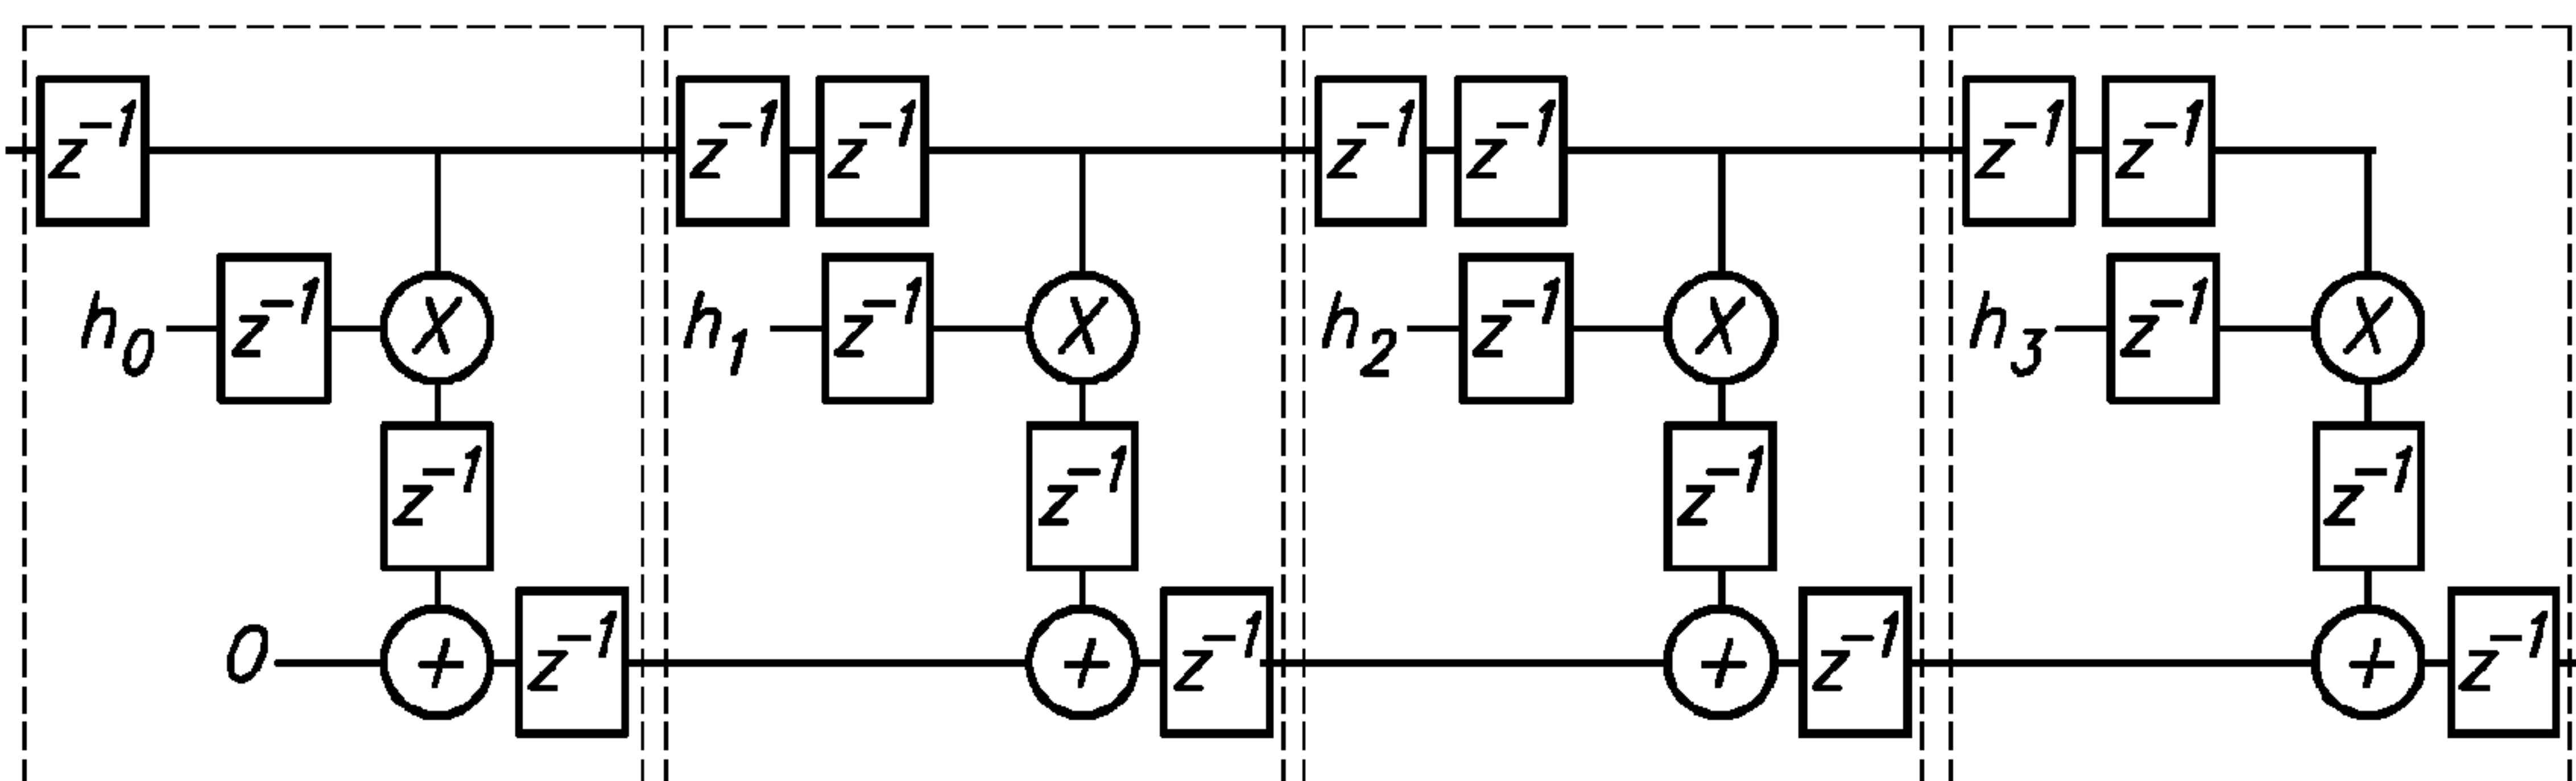 z⁻¹ z⁻¹ z⁻¹ z⁻¹ z⁻¹ z⁻¹ z⁻¹
h₀ z⁻¹ X h₁ z⁻¹ X h₂ z⁻¹ X h₃ z⁻¹ X
z⁻¹ z⁻¹ z⁻¹ z⁻¹
0 + z⁻¹ + z⁻¹ + z⁻¹ + z⁻¹